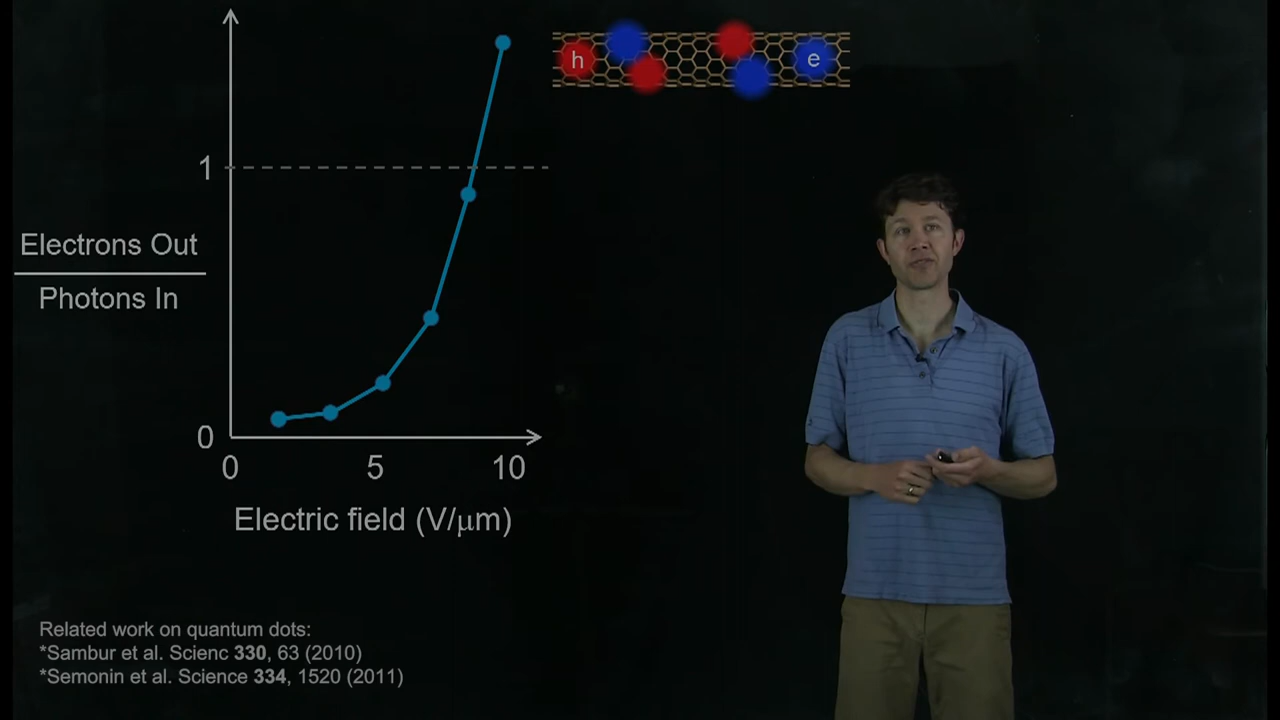 h
e
1
Electrons Out
Photons In
0
0 5 10
Electric field (V/μm)
Related work on quantum dots:
*Sambur et al. Scienc 330, 63 (2010)
*Semonin et al. Science 334, 1520 (2011)